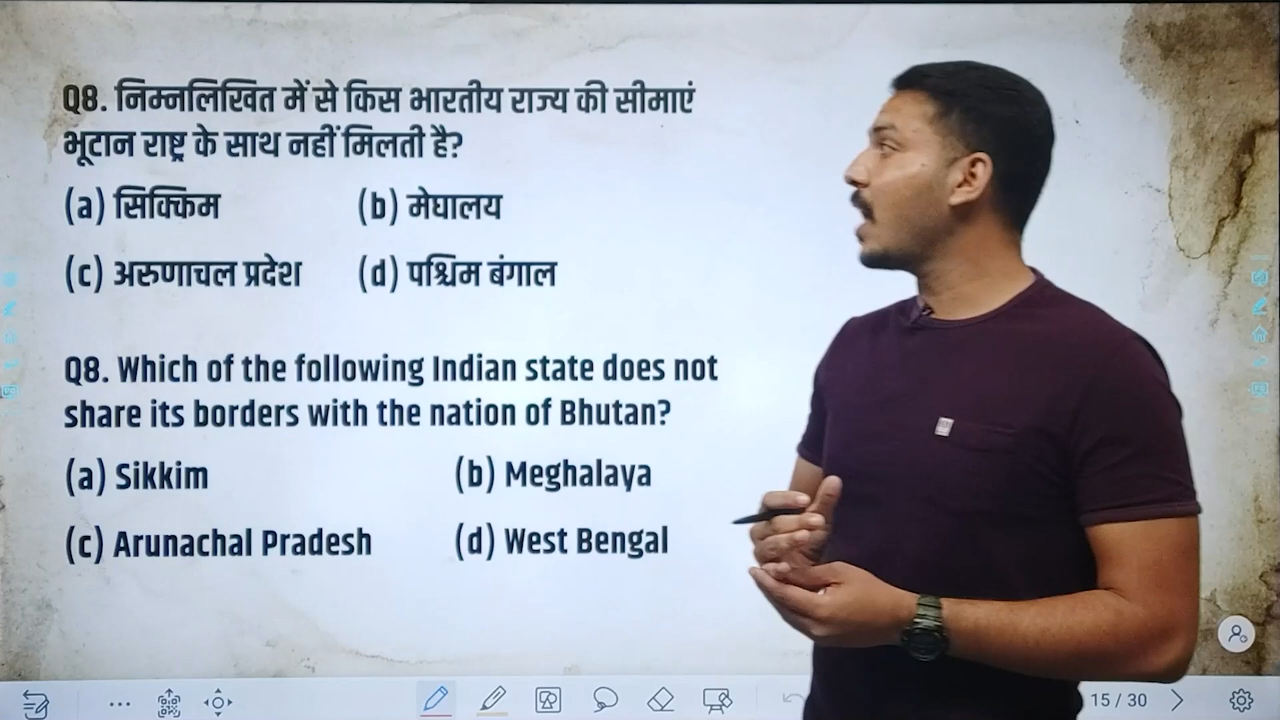 Q8. निम्नलिखित में से किस भारतीय राज्य की सीमाएं
भूटान राष्ट्र के साथ नहीं मिलती है?
(a) सिक्किम (b) मेघालय
(c) अरुणाचल प्रदेश (d) पश्चिम बंगाल
Q8. Which of the following Indian state does not
share its borders with the nation of Bhutan?
(a) Sikkim (b) Meghalaya
(c) Arunachal Pradesh (d) West Bengal
15 / 30